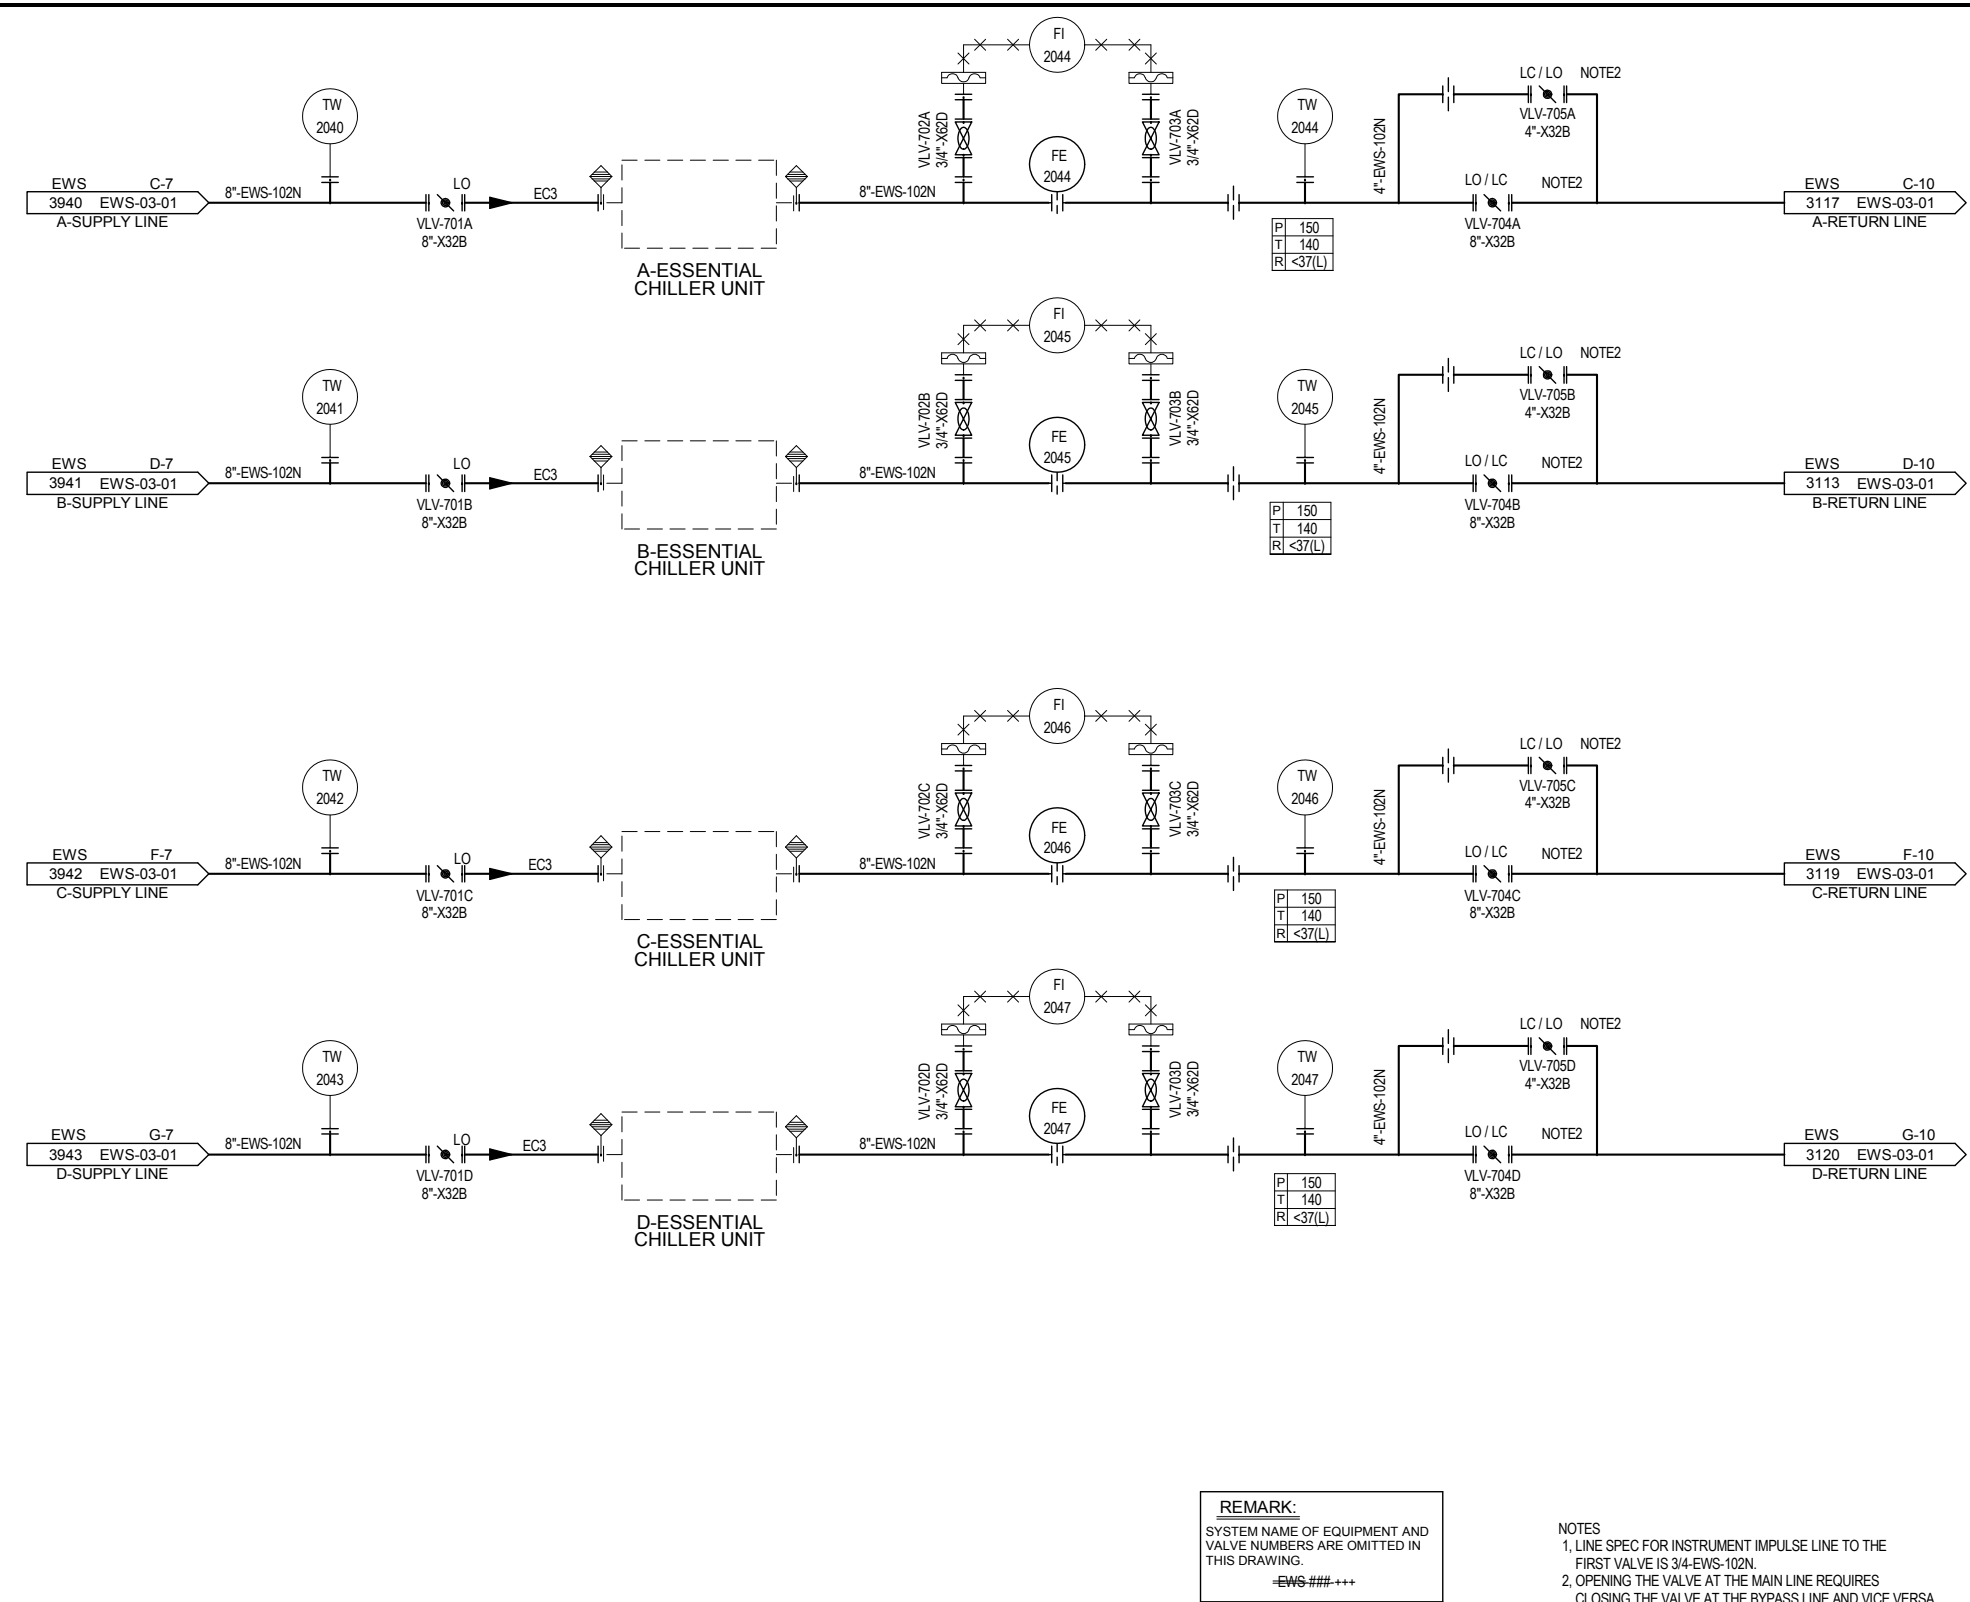 FI
2044
LC / LO NOTE2
TW
2040
VLV-702A
3/4"-X62D
FE
2044
VLV-703A
3/4"-X62D
TW
2044
4"-EWS-102N
VLV-705A
4"-X32B
EWS C-7
3940 EWS-03-01
A-SUPPLY LINE
8"-EWS-102N
LO
VLV-701A
8"-X32B
EC3
A-ESSENTIAL
CHILLER UNIT
8"-EWS-102N
P 150
T 140
R <37(L)
LO / LC NOTE2
VLV-704A
8"-X32B
EWS C-10
3117 EWS-03-01
A-RETURN LINE
FI
2045
LC / LO NOTE2
TW
2041
VLV-702B
3/4"-X62D
FE
2045
VLV-703B
3/4"-X62D
TW
2045
4"-EWS-102N
VLV-705B
4"-X32B
EWS D-7
3941 EWS-03-01
B-SUPPLY LINE
8"-EWS-102N
LO
VLV-701B
8"-X32B
EC3
B-ESSENTIAL
CHILLER UNIT
8"-EWS-102N
P 150
T 140
R <37(L)
LO / LC NOTE2
VLV-704B
8"-X32B
EWS D-10
3113 EWS-03-01
B-RETURN LINE
FI
2046
LC / LO NOTE2
TW
2042
VLV-702C
3/4"-X62D
FE
2046
VLV-703C
3/4"-X62D
TW
2046
4"-EWS-102N
VLV-705C
4"-X32B
EWS F-7
3942 EWS-03-01
C-SUPPLY LINE
8"-EWS-102N
LO
VLV-701C
8"-X32B
EC3
C-ESSENTIAL
CHILLER UNIT
8"-EWS-102N
P 150
T 140
R <37(L)
LO / LC NOTE2
VLV-704C
8"-X32B
EWS F-10
3119 EWS-03-01
C-RETURN LINE
FI
2047
LC / LO NOTE2
TW
2043
VLV-702D
3/4"-X62D
FE
2047
VLV-703D
3/4"-X62D
TW
2047
4"-EWS-102N
VLV-705D
4"-X32B
EWS G-7
3943 EWS-03-01
D-SUPPLY LINE
8"-EWS-102N
LO
VLV-701D
8"-X32B
EC3
D-ESSENTIAL
CHILLER UNIT
8"-EWS-102N
P 150
T 140
R <37(L)
LO / LC NOTE2
VLV-704D
8"-X32B
EWS G-10
3120 EWS-03-01
D-RETURN LINE
REMARK:
SYSTEM NAME OF EQUIPMENT AND
VALVE NUMBERS ARE OMITTED IN
THIS DRAWING.
EWS-###-+++
NOTES
1, LINE SPEC FOR INSTRUMENT IMPULSE LINE TO THE
FIRST VALVE IS 3/4-EWS-102N.
2, OPENING THE VALVE AT THE MAIN LINE REQUIRES
CLOSING THE VALVE AT THE BYPASS LINE AND VICE VERSA